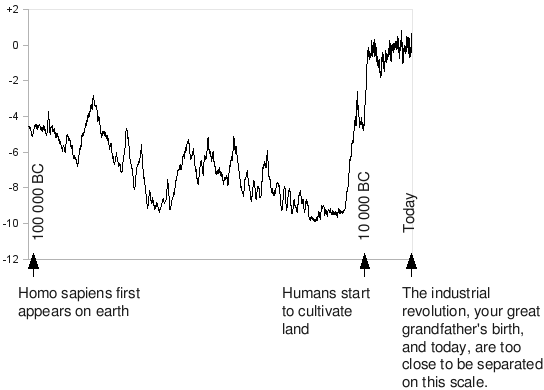 +2
0
-2
-4
-6
-8
-10
-12
100 000 BC
10 000 BC
Today
Homo sapiens first
appears on earth
Humans start
to cultivate
land
The industrial
revolution, your great
grandfather's birth,
and today, are too
close to be separated
on this scale.